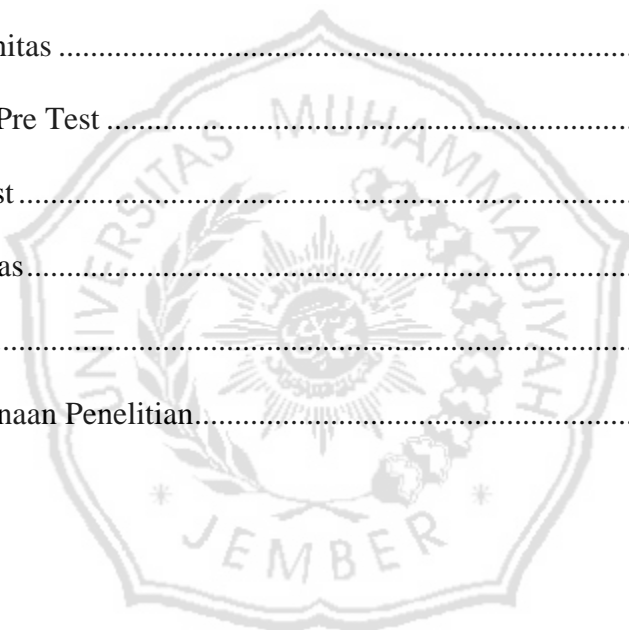 nitas ................................................................................
Pre Test ..........................................................................
st .....................................................................................
as.....................................................................................
........................................................................................
naan Penelitian...............................................................
UNIVERSITAS MUHAMMADIYAH
JEMBER